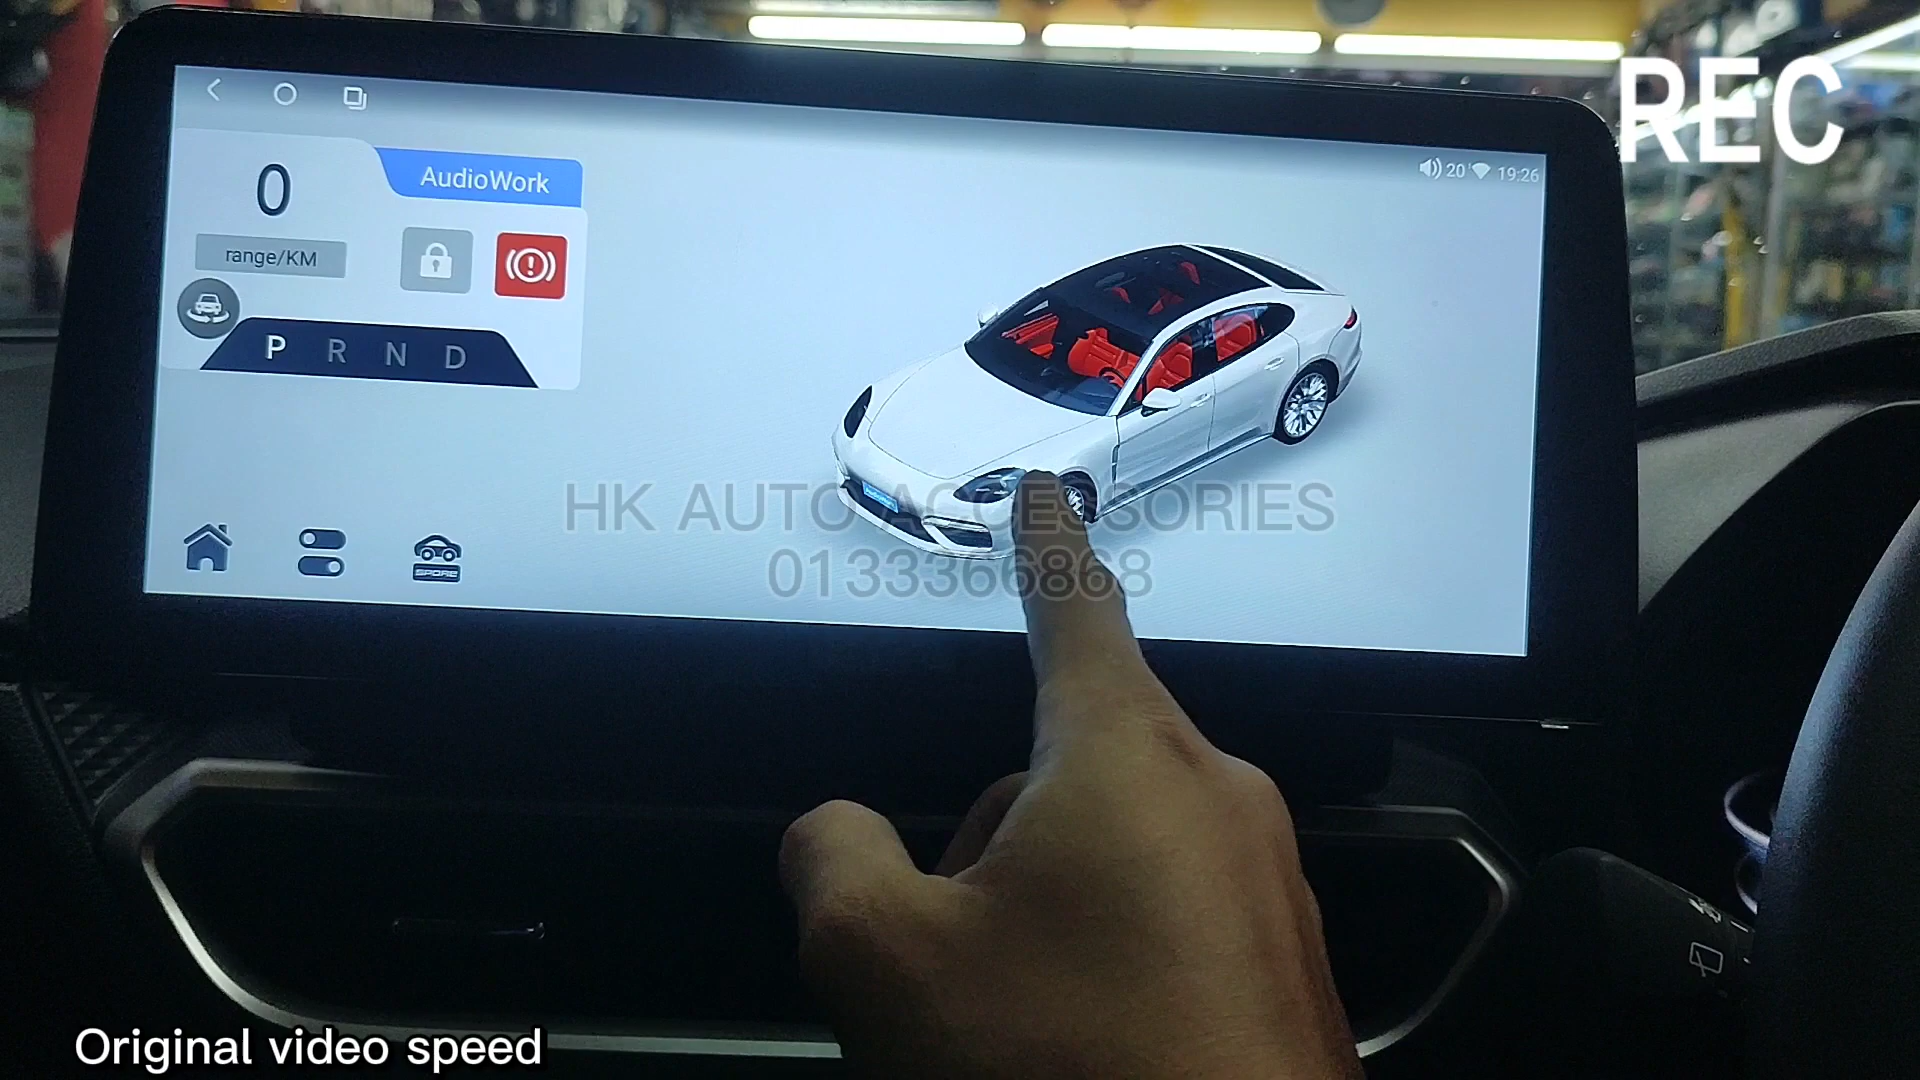 REC
20
19:26
0
AudioWork
range/KM
P R N D
HK AUTO ACCESSORIES
0133366868
Original video speed